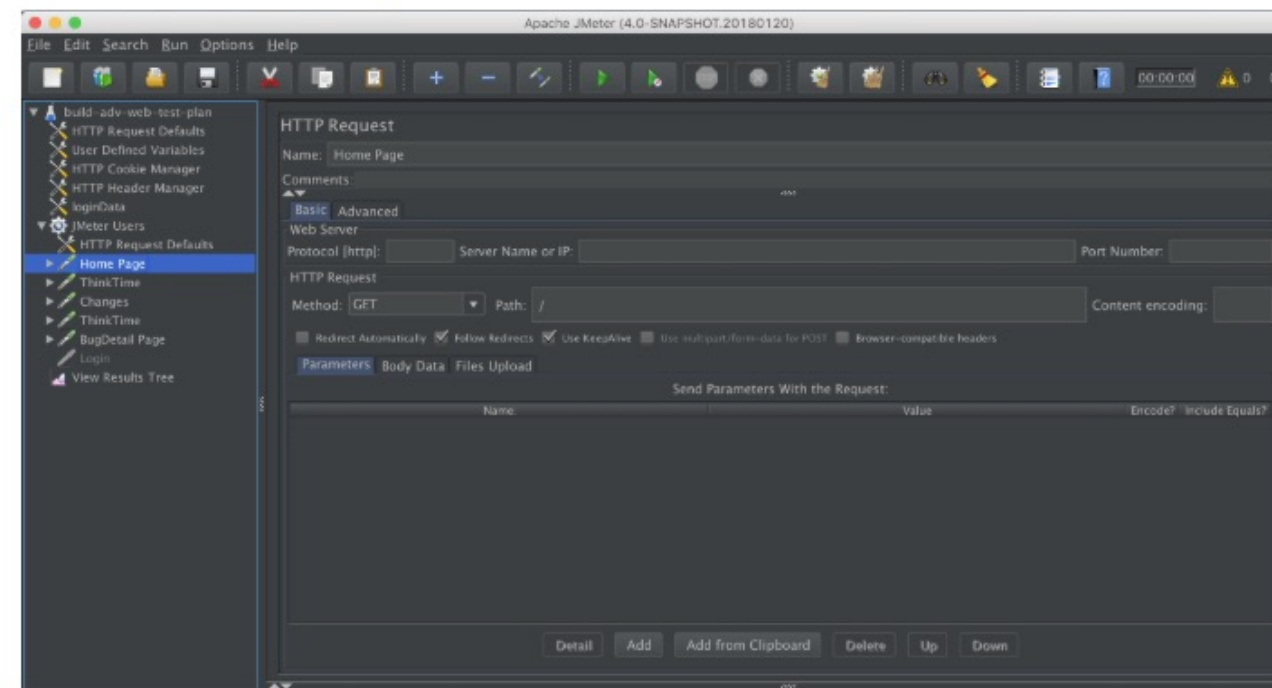 Apache JMeter (4.0-SNAPSHOT.20180120)
File Edit Search Run Options Help
00:00:00 0
build-adv-web-test-plan
HTTP Request Defaults
User Defined Variables
HTTP Cookie Manager
HTTP Header Manager
loginData
JMeter Users
HTTP Request Defaults
Home Page
ThinkTime
Changes
ThinkTime
BugDetail Page
Login
View Results Tree
HTTP Request
Name: Home Page
Comments:
Basic Advanced
Web Server
Protocol [http]: Server Name or IP: Port Number:
HTTP Request
Method: GET Path: / Content encoding:
Redirect Automatically Follow Redirects Use KeepAlive Use multipart/form-data for POST Browser-compatible headers
Parameters Body Data Files Upload
Send Parameters With the Request:
Name: Value Encode? Include Equals?
Detail Add Add from Clipboard Delete Up Down